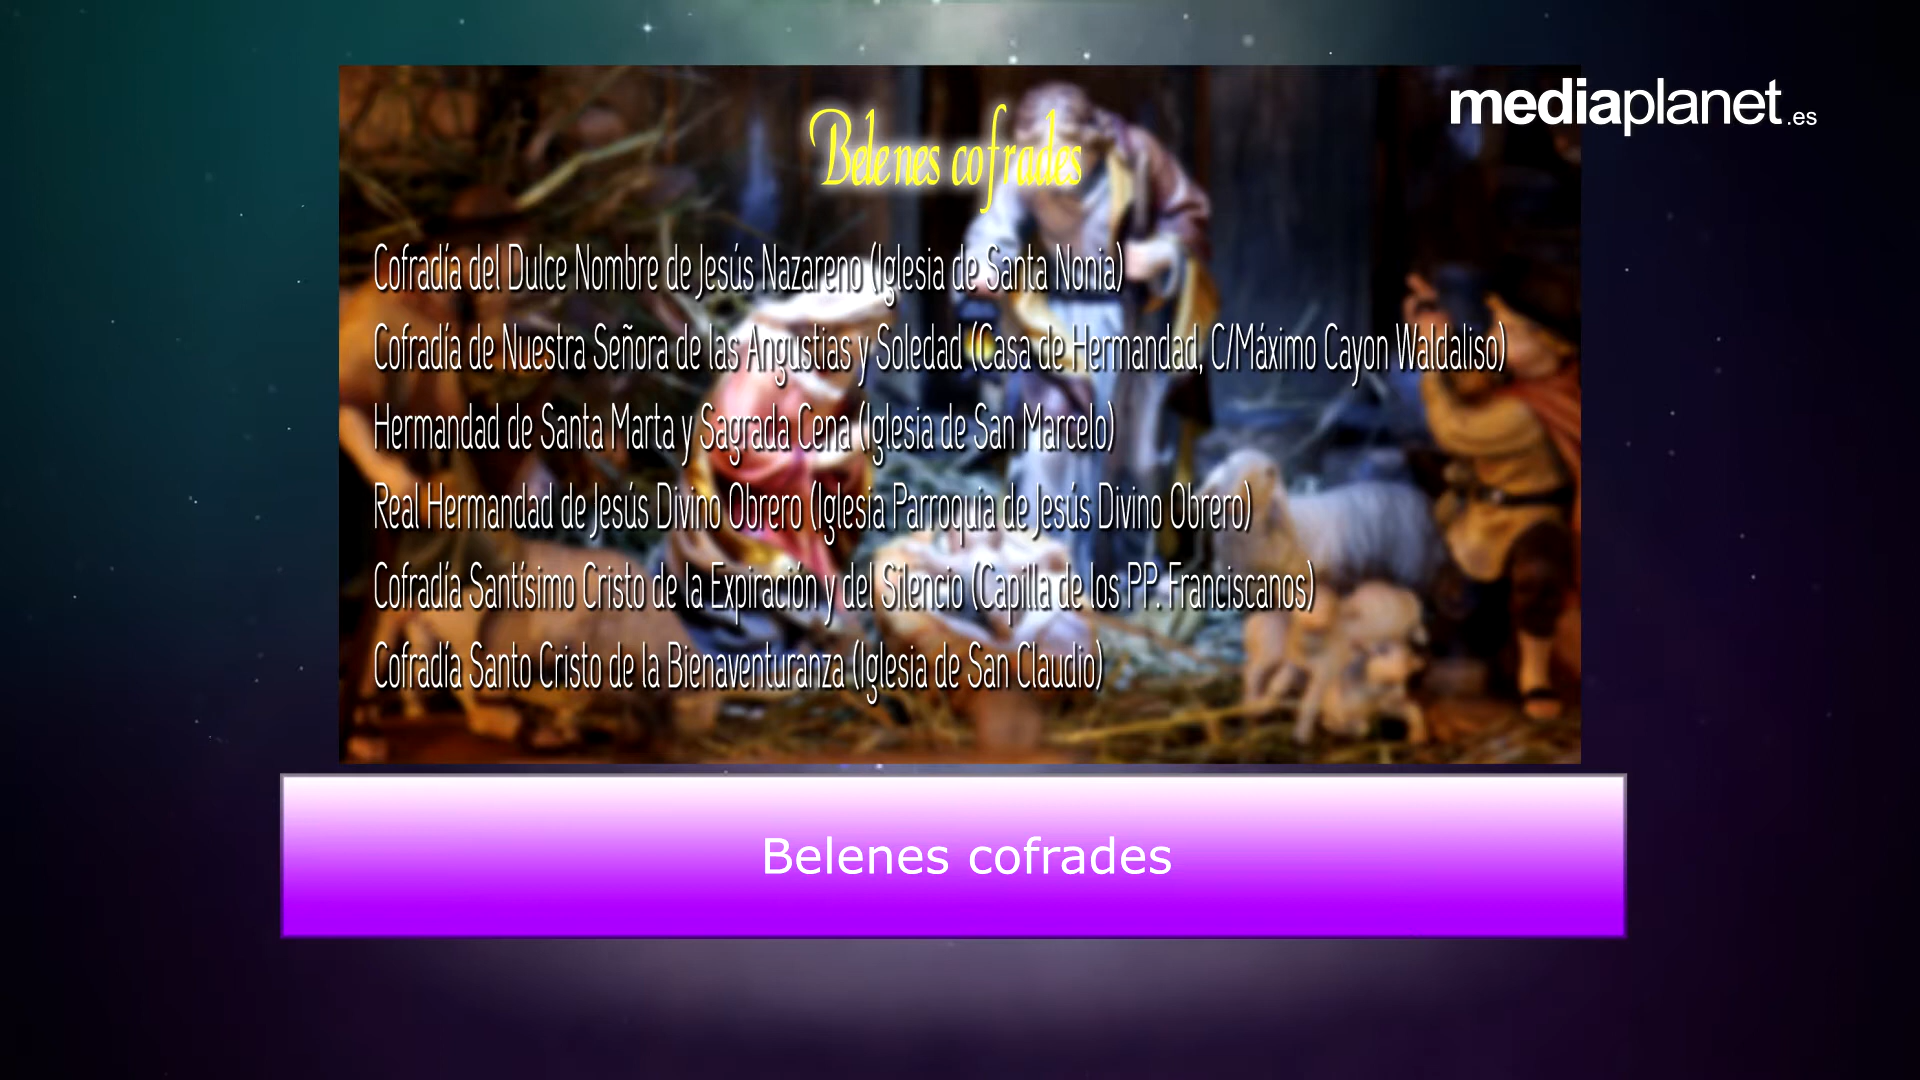 mediaplanet.es
Belenes cofrades
Cofradía del Dulce Nombre de Jesús Nazareno (Iglesia de Santa Nonia)
Cofradía de Nuestra Señora de las Angustias y Soledad (Casa de Hermandad, C/Máximo Cayon Waldaliso)
Hermandad de Santa Marta y Sagrada Cena (Iglesia de San Marcelo)
Real Hermandad de Jesús Divino Obrero (Iglesia Parroquia de Jesús Divino Obrero)
Cofradía Santísimo Cristo de la Expiración y del Silencio (Capilla de los PP. Franciscanos)
Cofradía Santo Cristo de la Bienaventuranza (Iglesia de San Claudio)
Belenes cofrades